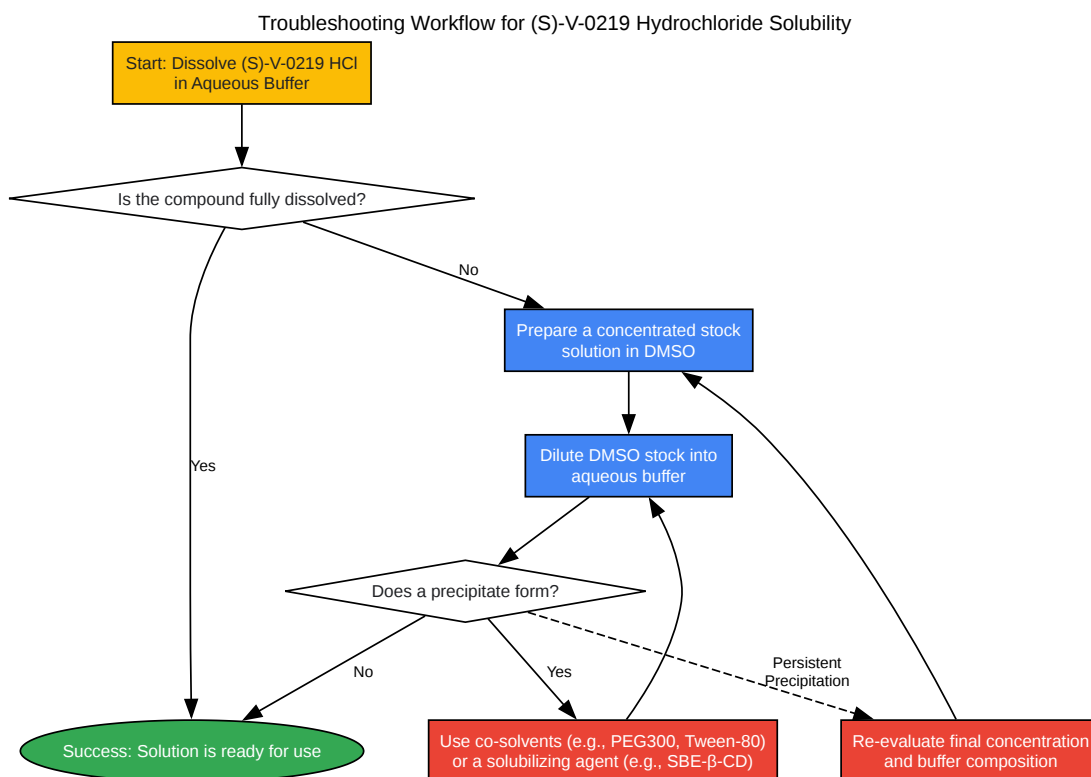 Troubleshooting Workflow for (S)-V-0219 Hydrochloride Solubility
Start: Dissolve (S)-V-0219 HCl
in Aqueous Buffer
Is the compound fully dissolved?
No
Prepare a concentrated stock
solution in DMSO
Yes
Dilute DMSO stock into
aqueous buffer
Does a precipitate form?
No
Yes
Persistent
Precipitation
Success: Solution is ready for use
Use co-solvents (e.g., PEG300, Tween-80)
or a solubilizing agent (e.g., SBE-β-CD)
Re-evaluate final concentration
and buffer composition